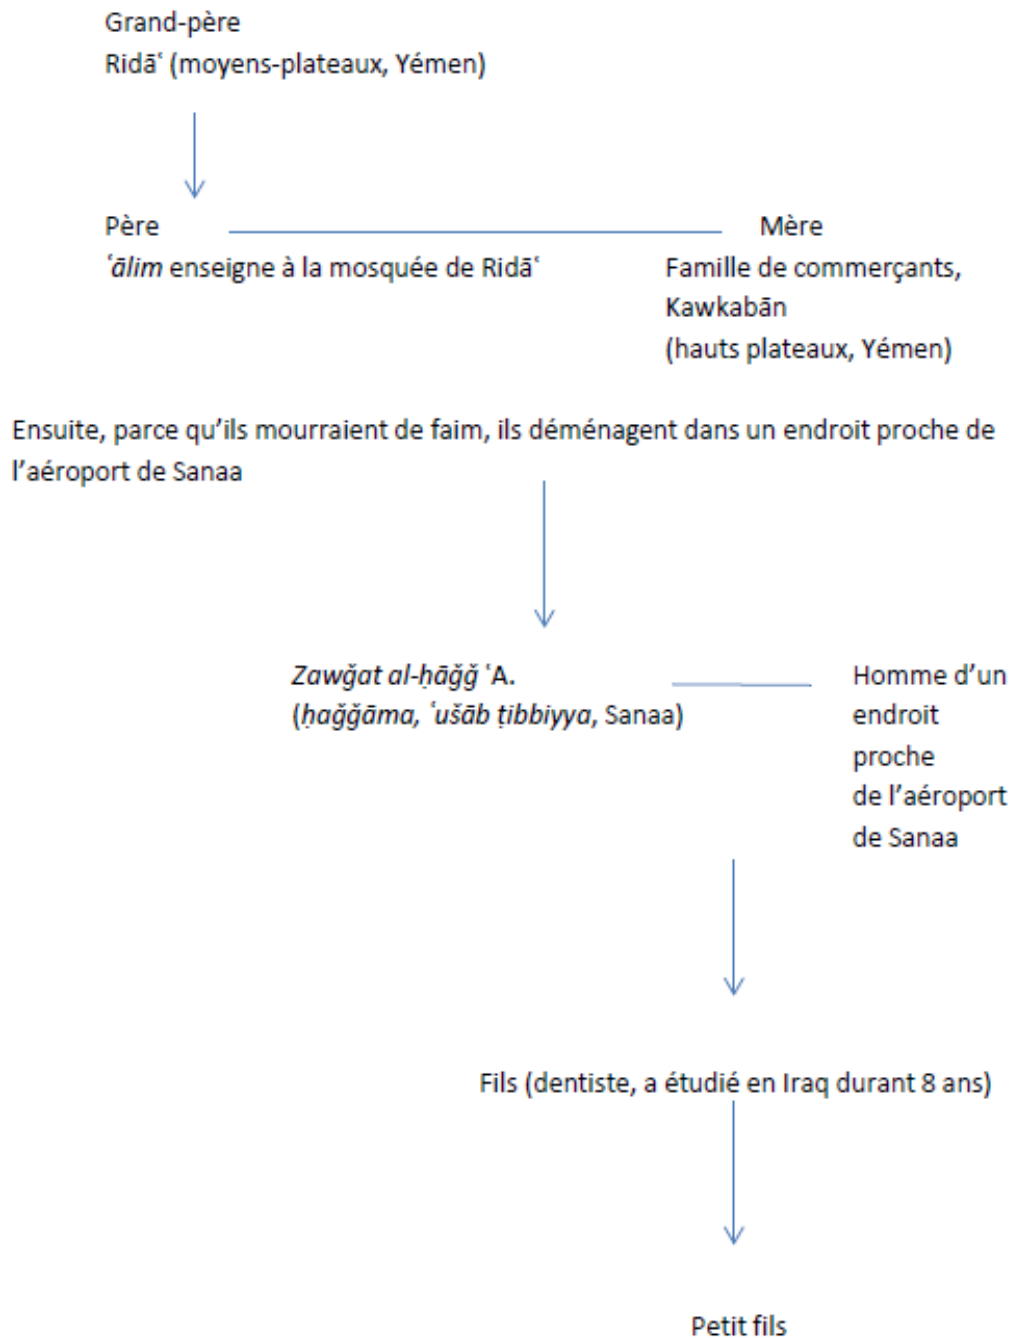 Grand-père
Ridāʿ (moyens-plateaux, Yémen)
Père
ʿālim enseigne à la mosquée de Ridāʿ
Mère
Famille de commerçants,
Kawkabān
(hauts plateaux, Yémen)
Ensuite, parce qu’ils mourraient de faim, ils déménagent dans un endroit proche de
l’aéroport de Sanaa
Zawǧat al-ḥāǧǧ ʿA.
(ḥaǧǧāma, ʿušāb ṭibbiyya, Sanaa)
Homme d’un
endroit
proche
de l’aéroport
de Sanaa
Fils (dentiste, a étudié en Iraq durant 8 ans)
Petit fils